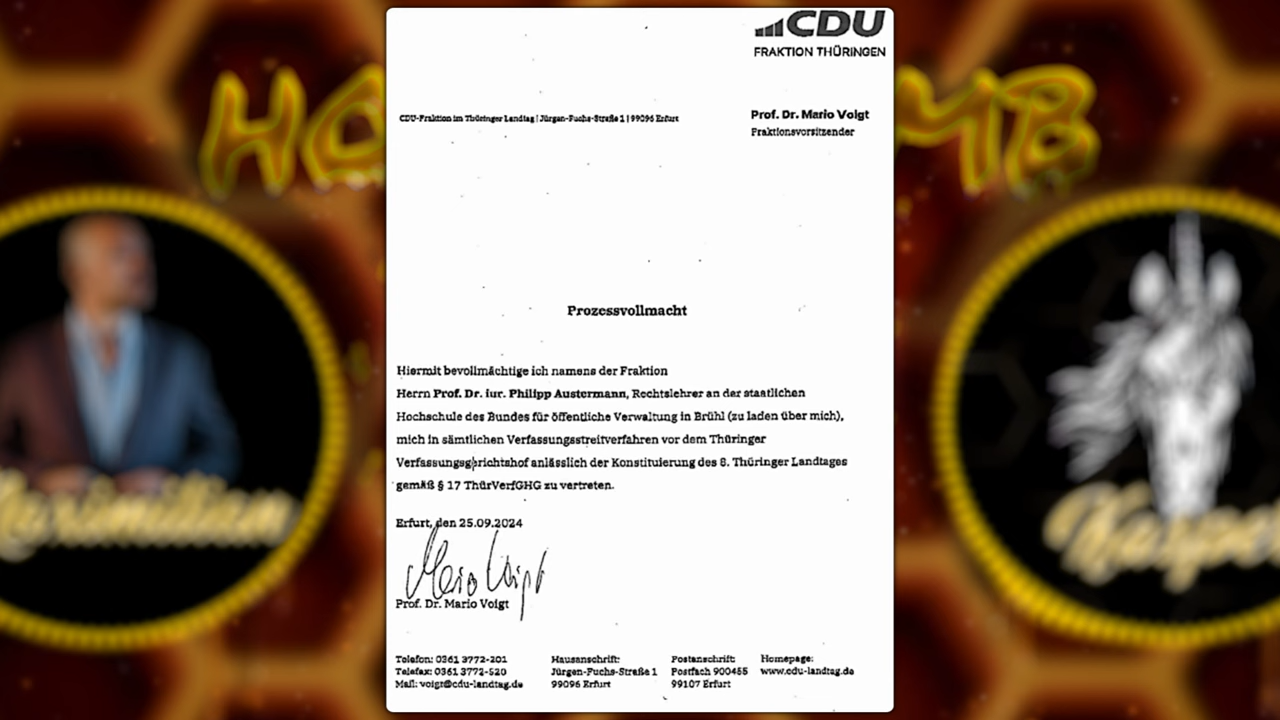 CDU
FRAKTION THÜRINGEN
CDU-Fraktion im Thüringer Landtag | Jürgen-Fuchs-Straße 1 | 99096 Erfurt
Prof. Dr. Mario Voigt
Fraktionsvorsitzender
Prozessvollmacht
Hiermit bevollmächtige ich namens der Fraktion
Herrn Prof. Dr. iur. Philipp Austermann, Rechtslehrer an der staatlichen
Hochschule des Bundes für öffentliche Verwaltung in Brühl (zu laden über mich),
mich in sämtlichen Verfassungsstreitverfahren vor dem Thüringer
Verfassungsgerichtshof anlässlich der Konstituierung des 8. Thüringer Landtages
gemäß § 17 ThürVerfGHG zu vertreten.
Erfurt, den 25.09.2024
Mario Voigt
Prof. Dr. Mario Voigt
Telefon: 0361 3772-201
Telefax: 0361 3772-520
Mail: voigt@cdu-landtag.de
Hausanschrift:
Jürgen-Fuchs-Straße 1
99096 Erfurt
Postanschrift:
Postfach 900455
99107 Erfurt
Homepage:
www.cdu-landtag.de
Maximilian